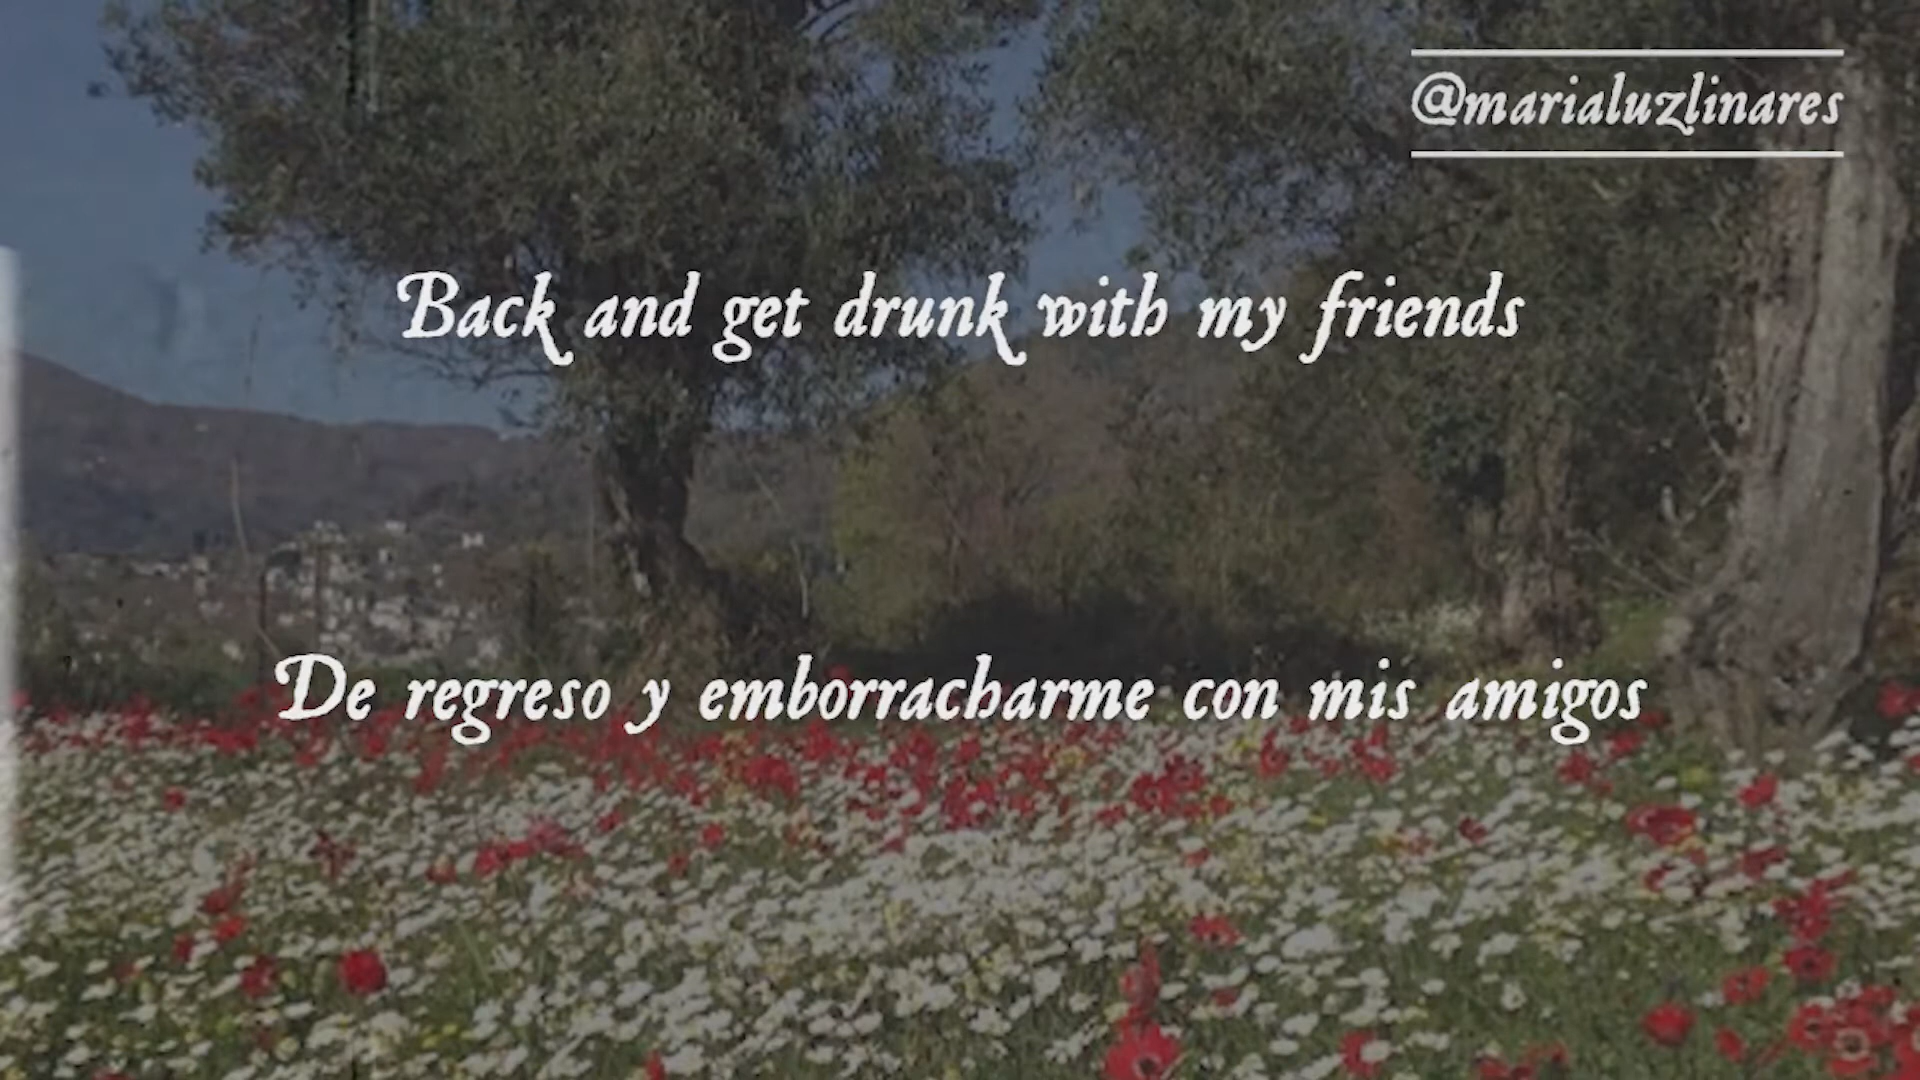 @marialuzlinares
Back and get drunk with my friends
De regreso y emborracharme con mis amigos